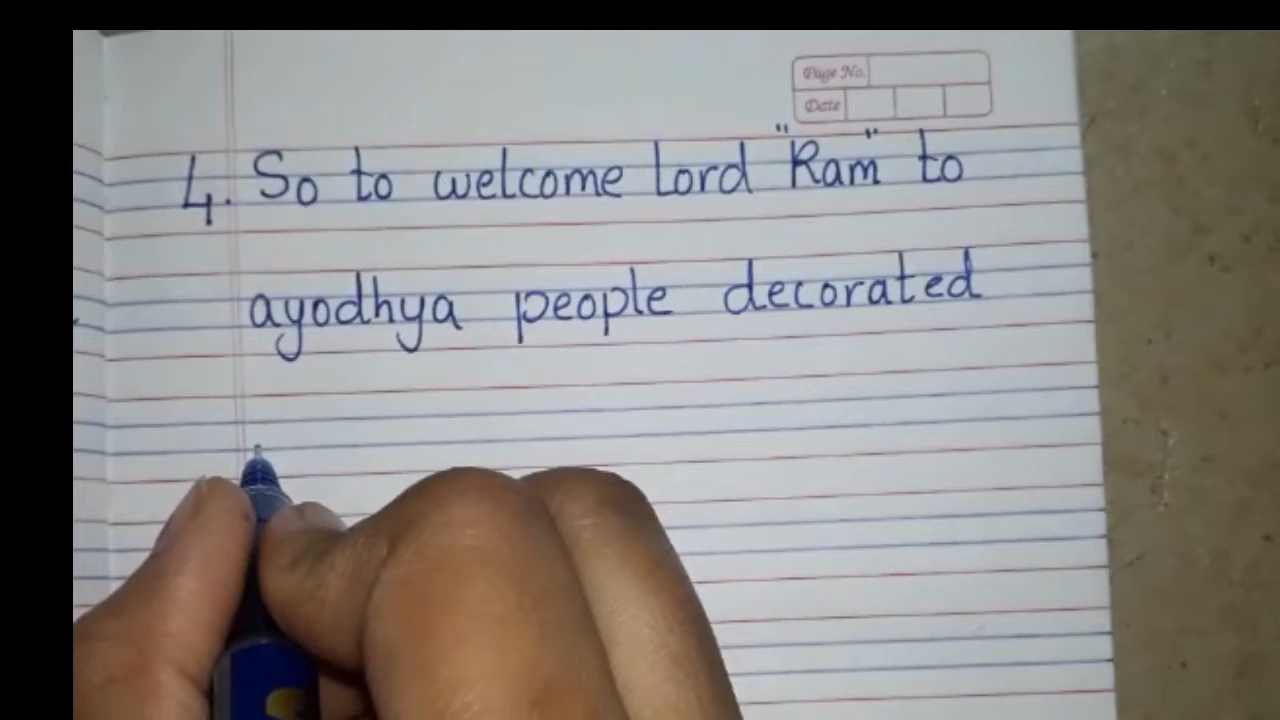 Page No.
Date
4. So to welcome Lord "Ram" to
ayodhya people decorated